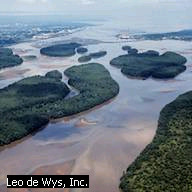 Leo de Wys, Inc.